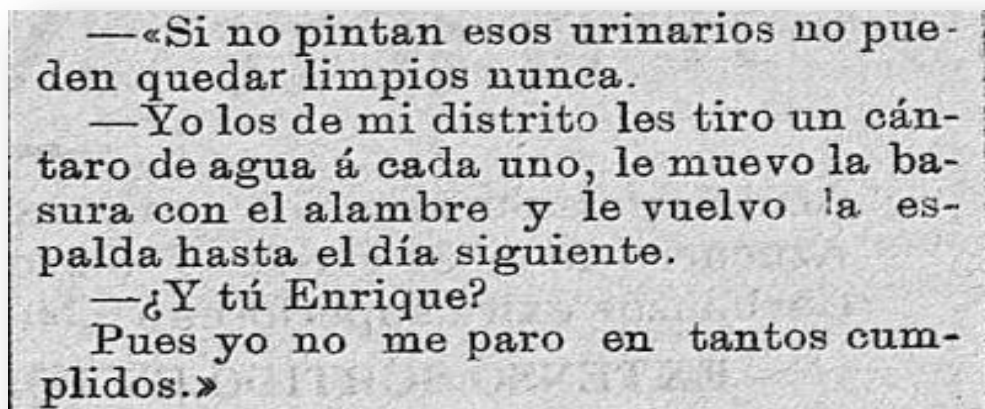 —«Si no pintan esos urinarios no pue-
den quedar limpios nunca.
—Yo los de mi distrito les tiro un cán-
taro de agua á cada uno, le muevo la ba-
sura con el alambre y le vuelvo la es-
palda hasta el día siguiente.
—¿Y tú Enrique?
Pues yo no me paro en tantos cum-
plidos.»